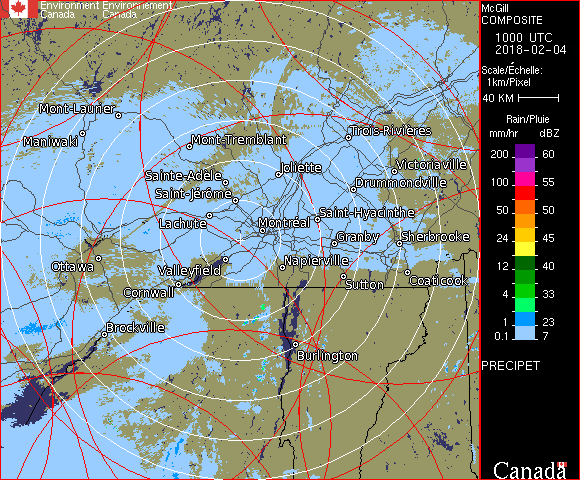 Environment Environnement
Canada Canada
McGill
COMPOSITE
1000 UTC
2018-02-04
Scale/Échelle:
1km/Pixel
40 KM
Rain/Pluie
mm/hr dBZ
200 60
100 55
50 50
24 45
12 40
4 33
1 23
0.1 7
PRECIPET
Canada
Mont-Laurier
Maniwaki
Mont-Tremblant
Trois-Rivières
Joliette
Victoriaville
Sainte-Adèle
Drummondville
Saint-Jérôme
Saint-Hyacinthe
Lachute
Montréal
Granby
Sherbrooke
Ottawa
Valleyfield
Napierville
Cornwall
Sutton
Coaticook
Brockville
Burlington